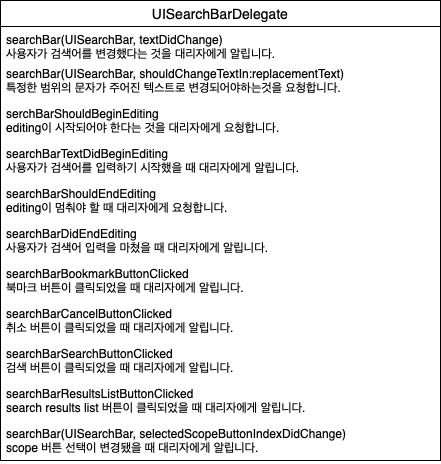 UISearchBarDelegate
searchBar(UISearchBar, textDidChange)
사용자가 검색어를 변경했다는 것을 대리자에게 알립니다.
searchBar(UISearchBar, shouldChangeTextIn:replacementText)
특정한 범위의 문자가 주어진 텍스트로 변경되어야하는것을 요청합니다.
serchBarShouldBeginEditing
editing이 시작되어야 한다는 것을 대리자에게 요청합니다.
searchBarTextDidBeginEditing
사용자가 검색어를 입력하기 시작했을 때 대리자에게 알립니다.
searchBarShouldEndEditing
editing이 멈춰야 할 때 대리자에게 요청합니다.
searchBarDidEndEditing
사용자가 검색어 입력을 마쳤을 때 대리자에게 알립니다.
searchBarBookmarkButtonClicked
북마크 버튼이 클릭되었을 때 대리자에게 알립니다.
searchBarCancelButtonClicked
취소 버튼이 클릭되었을 때 대리자에게 알립니다.
searchBarSearchButtonClicked
검색 버튼이 클릭되었을 때 대리자에게 알립니다.
searchBarResultsListButtonClicked
search results list 버튼이 클릭되었을 때 대리자에게 알립니다.
searchBar(UISearchBar, selectedScopeButtonIndexDidChange)
scope 버튼 선택이 변경됐을 때 대리자에게 알립니다.